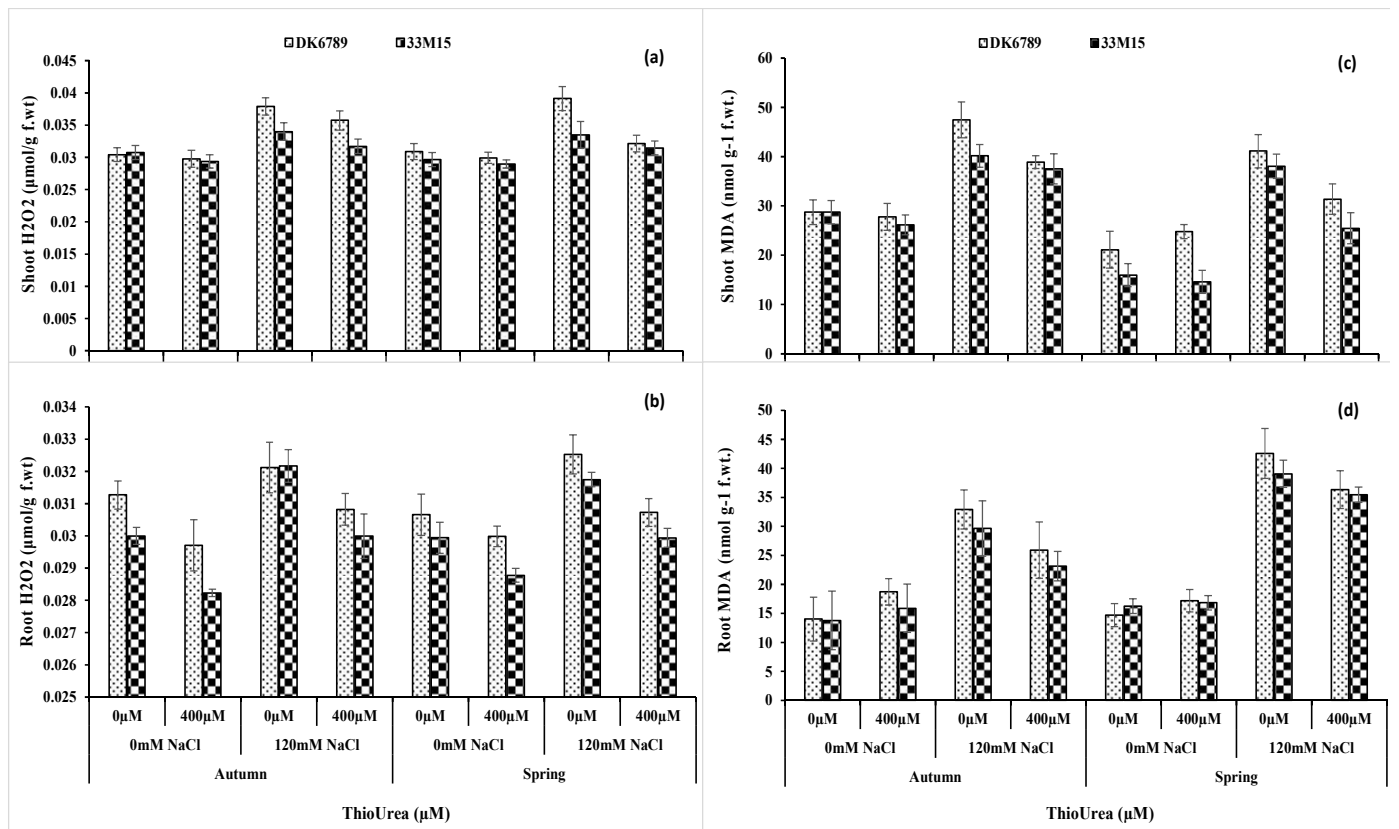 DK6789 33M15
(a)
Shoot H2O2 (µmol/g f.wt)
0.045
0.04
0.035
0.03
0.025
0.02
0.015
0.01
0.005
0
(b)
Root H2O2 (µmol/g f.wt)
0.034
0.033
0.032
0.031
0.03
0.029
0.028
0.027
0.026
0.025
0µM 400µM 0µM 400µM 0µM 400µM 0µM 400µM
0mM NaCl 120mM NaCl 0mM NaCl 120mM NaCl
Autumn Spring
ThioUrea (µM)
DK6789 33M15
(c)
Shoot MDA (nmol g-1 f.wt.)
60
50
40
30
20
10
0
(d)
Root MDA (nmol g-1 f.wt.)
50
45
40
35
30
25
20
15
10
5
0
0µM 400µM 0µM 400µM 0µM 400µM 0µM 400µM
0mM NaCl 120mM NaCl 0mM NaCl 120mM NaCl
Autumn Spring
ThioUrea (µM)